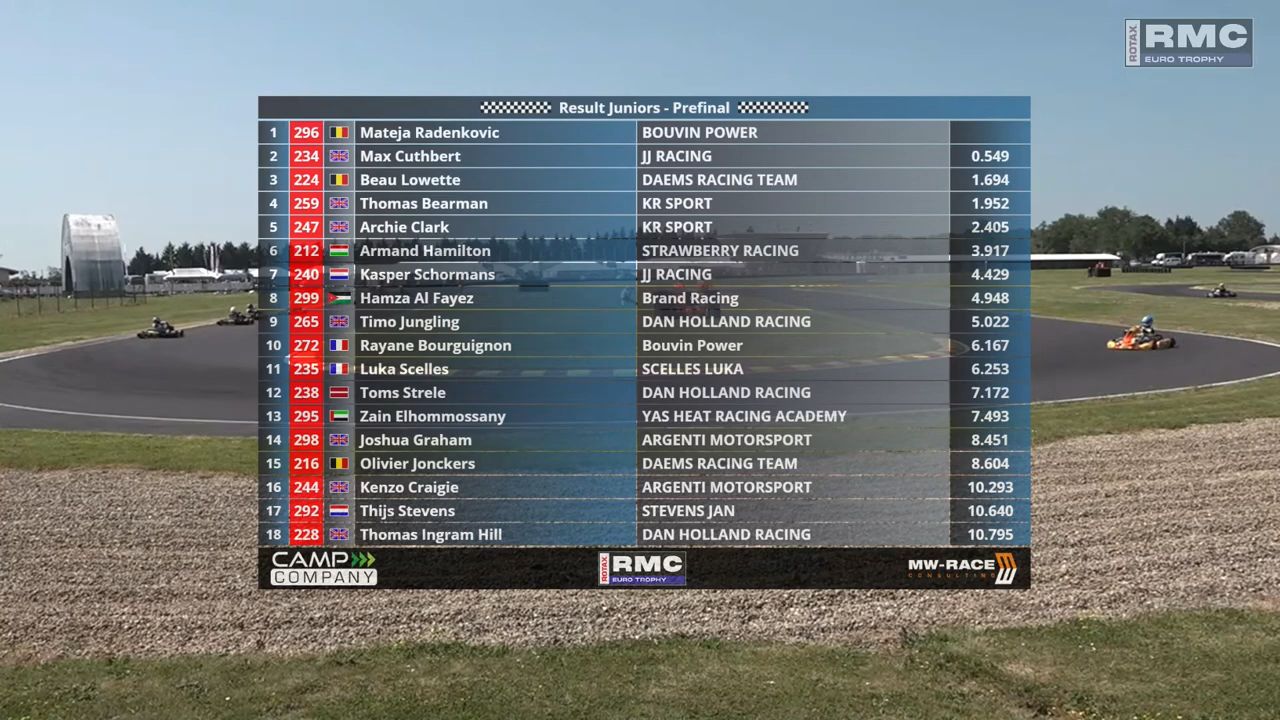 ROTAX RMC
EURO TROPHY
Result Juniors - Prefinal
1 296 Mateja Radenkovic BOUVIN POWER
2 234 Max Cuthbert JJ RACING 0.549
3 224 Beau Lowette DAEMS RACING TEAM 1.694
4 259 Thomas Bearman KR SPORT 1.952
5 247 Archie Clark KR SPORT 2.405
6 212 Armand Hamilton STRAWBERRY RACING 3.917
7 240 Kasper Schormans JJ RACING 4.429
8 299 Hamza Al Fayez Brand Racing 4.948
9 265 Timo Jungling DAN HOLLAND RACING 5.022
10 272 Rayane Bourguignon Bouvin Power 6.167
11 235 Luka Scelles SCELLES LUKA 6.253
12 238 Toms Strele DAN HOLLAND RACING 7.172
13 295 Zain Elhommossany YAS HEAT RACING ACADEMY 7.493
14 298 Joshua Graham ARGENTI MOTORSPORT 8.451
15 216 Olivier Jonckers DAEMS RACING TEAM 8.604
16 244 Kenzo Craigie ARGENTI MOTORSPORT 10.293
17 292 Thijs Stevens STEVENS JAN 10.640
18 228 Thomas Ingram Hill DAN HOLLAND RACING 10.795
CAMP COMPANY
ROTAX RMC
EURO TROPHY
MW-RACE
CONSULTING